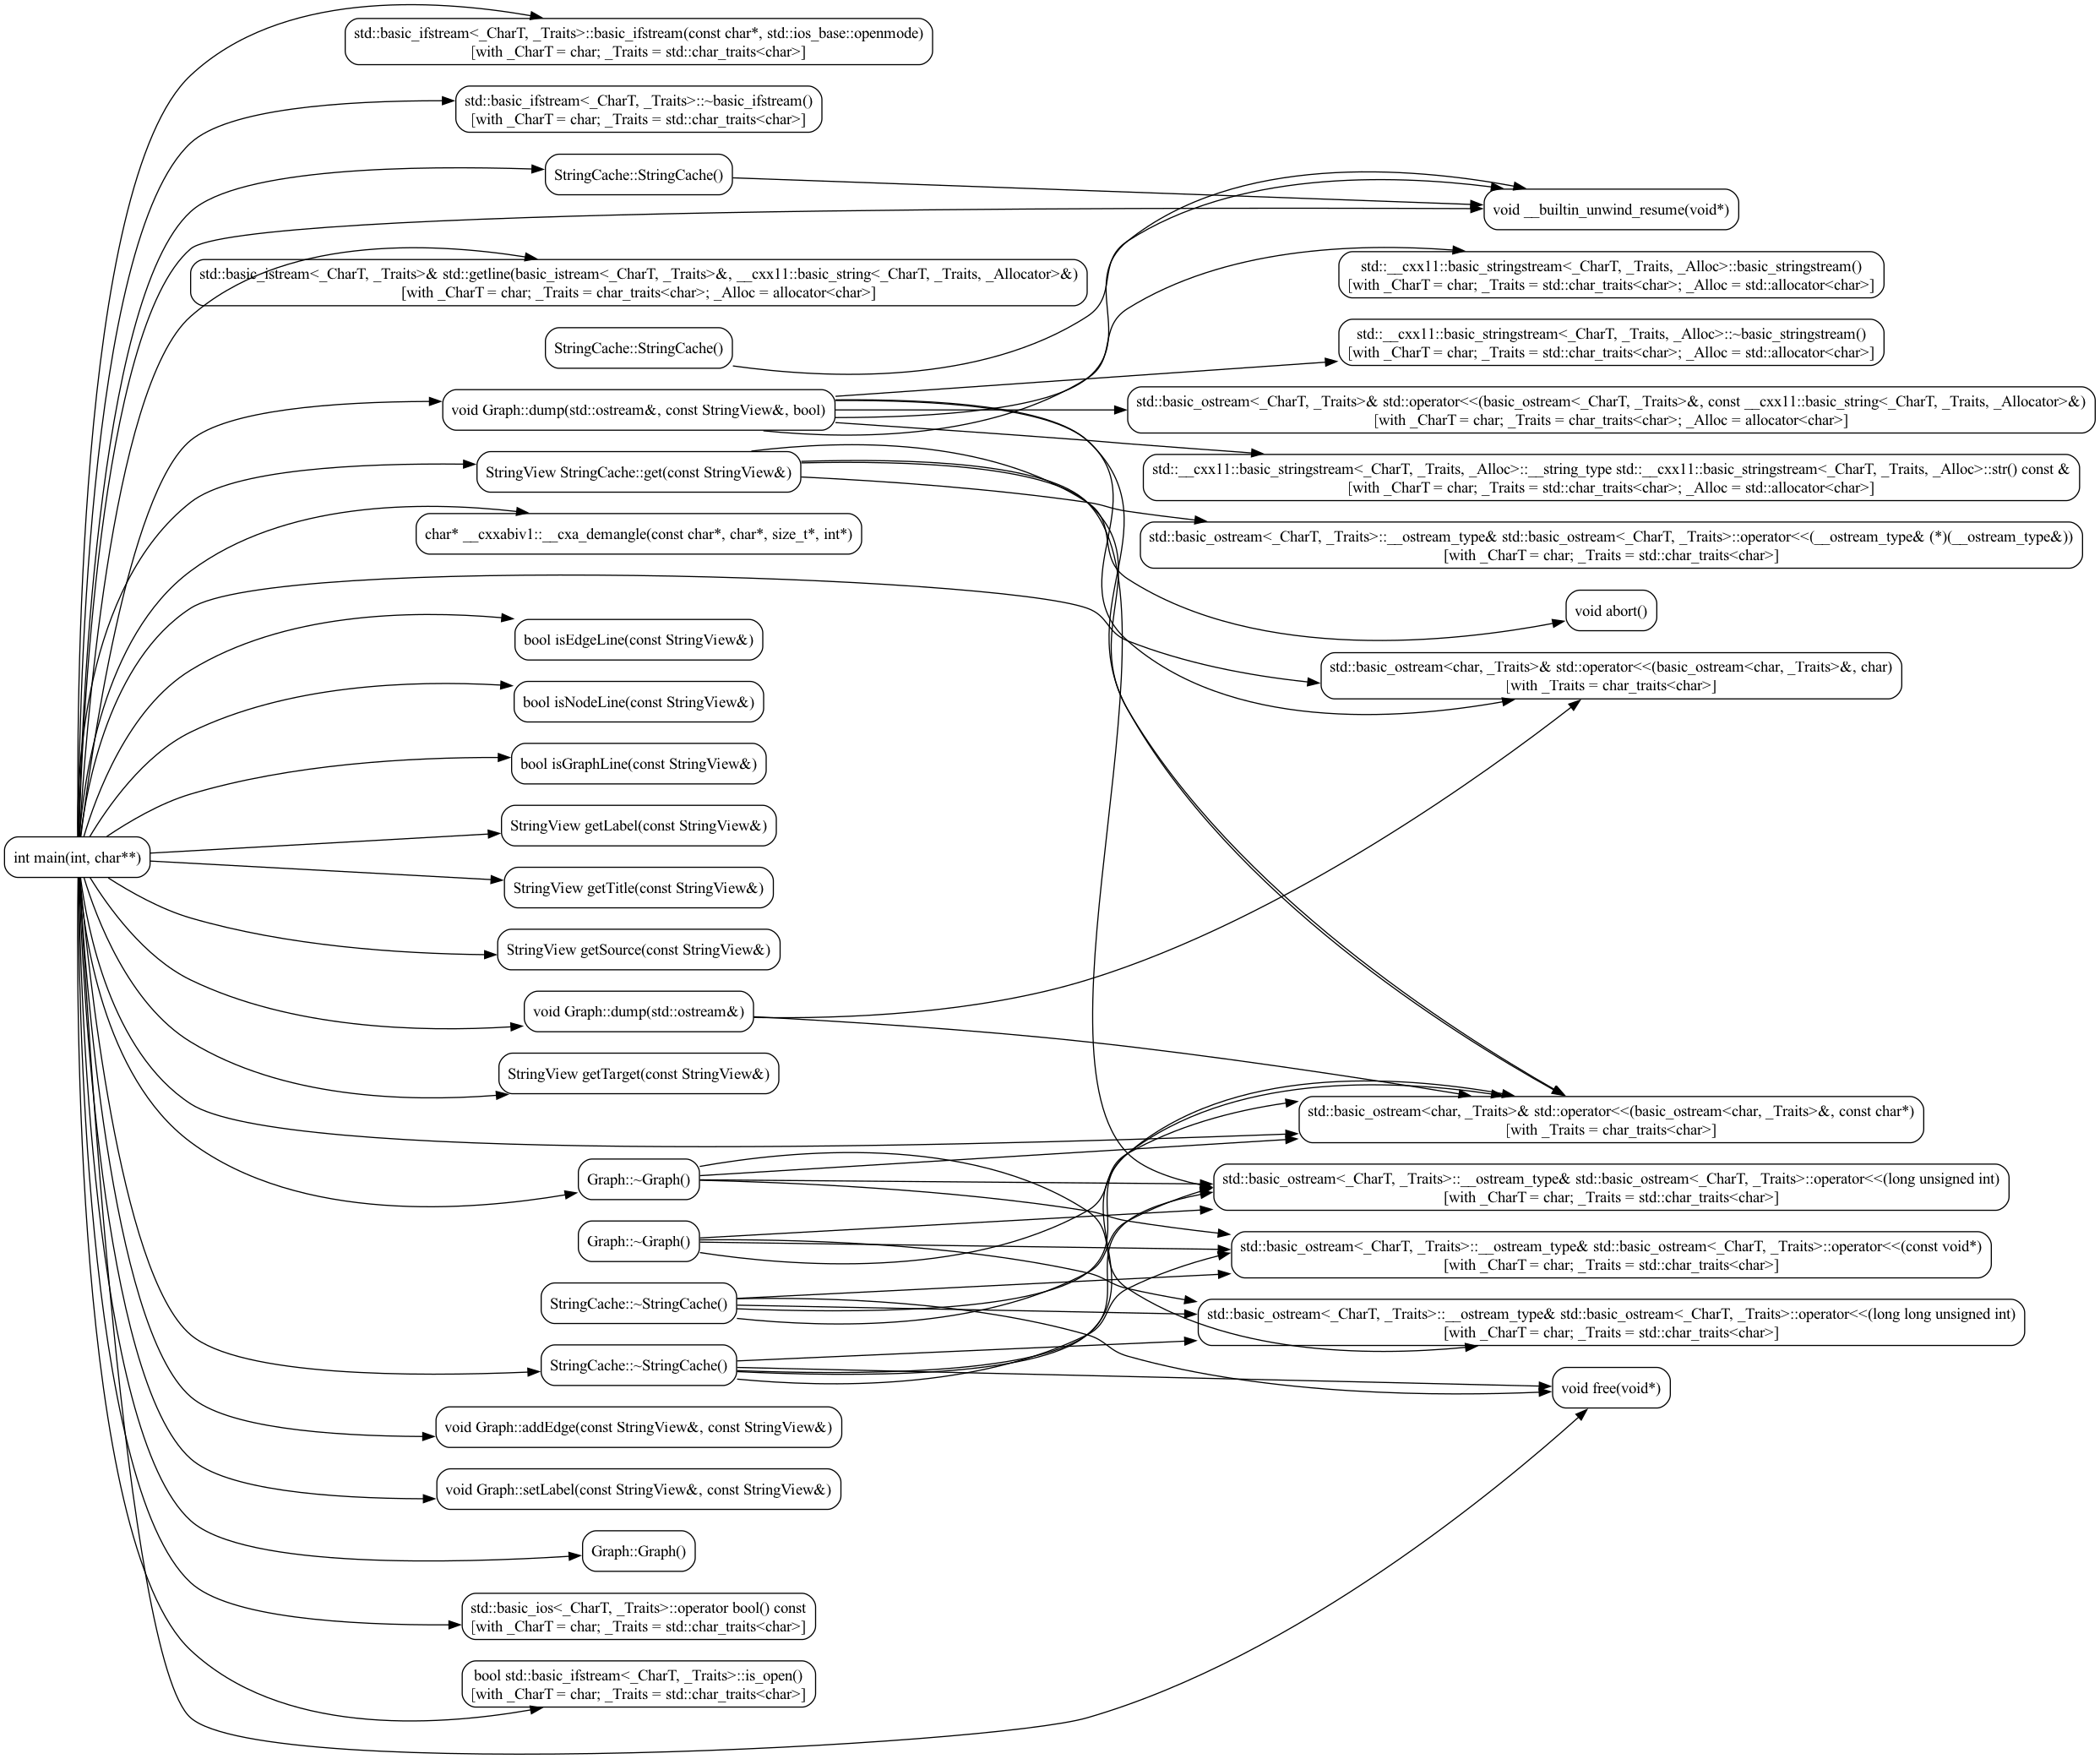 std::basic_ifstream<_CharT, _Traits>::basic_ifstream(const char*, std::ios_base::openmode)
[with _CharT = char; _Traits = std::char_traits<char>]
std::basic_ifstream<_CharT, _Traits>::~basic_ifstream()
[with _CharT = char; _Traits = std::char_traits<char>]
StringCache::StringCache()
std::basic_istream<_CharT, _Traits>& std::getline(basic_istream<_CharT, _Traits>&, __cxx11::basic_string<_CharT, _Traits, _Allocator>&)
[with _CharT = char; _Traits = char_traits<char>; _Alloc = allocator<char>]
StringCache::StringCache()
void Graph::dump(std::ostream&, const StringView&, bool)
StringView StringCache::get(const StringView&)
char* __cxxabiv1::__cxa_demangle(const char*, char*, size_t*, int*)
bool isEdgeLine(const StringView&)
bool isNodeLine(const StringView&)
bool isGraphLine(const StringView&)
StringView getLabel(const StringView&)
int main(int, char**)
StringView getTitle(const StringView&)
StringView getSource(const StringView&)
void Graph::dump(std::ostream&)
StringView getTarget(const StringView&)
Graph::~Graph()
Graph::~Graph()
StringCache::~StringCache()
StringCache::~StringCache()
void Graph::addEdge(const StringView&, const StringView&)
void Graph::setLabel(const StringView&, const StringView&)
Graph::Graph()
std::basic_ios<_CharT, _Traits>::operator bool() const
[with _CharT = char; _Traits = std::char_traits<char>]
bool std::basic_ifstream<_CharT, _Traits>::is_open()
[with _CharT = char; _Traits = std::char_traits<char>]
void __builtin_unwind_resume(void*)
std::__cxx11::basic_stringstream<_CharT, _Traits, _Alloc>::basic_stringstream()
[with _CharT = char; _Traits = std::char_traits<char>; _Alloc = std::allocator<char>]
std::__cxx11::basic_stringstream<_CharT, _Traits, _Alloc>::~basic_stringstream()
[with _CharT = char; _Traits = std::char_traits<char>; _Alloc = std::allocator<char>]
std::basic_ostream<_CharT, _Traits>& std::operator<<(basic_ostream<_CharT, _Traits>&, const __cxx11::basic_string<_CharT, _Traits, _Allocator>&)
[with _CharT = char; _Traits = char_traits<char>; _Alloc = allocator<char>]
std::__cxx11::basic_stringstream<_CharT, _Traits, _Alloc>::__string_type std::__cxx11::basic_stringstream<_CharT, _Traits, _Alloc>::str() const &
[with _CharT = char; _Traits = std::char_traits<char>; _Alloc = std::allocator<char>]
std::basic_ostream<_CharT, _Traits>::__ostream_type& std::basic_ostream<_CharT, _Traits>::operator<<(__ostream_type& (*)(__ostream_type&))
[with _CharT = char; _Traits = std::char_traits<char>]
void abort()
std::basic_ostream<char, _Traits>& std::operator<<(basic_ostream<char, _Traits>&, char)
[with _Traits = char_traits<char>]
std::basic_ostream<char, _Traits>& std::operator<<(basic_ostream<char, _Traits>&, const char*)
[with _Traits = char_traits<char>]
std::basic_ostream<_CharT, _Traits>::__ostream_type& std::basic_ostream<_CharT, _Traits>::operator<<(long unsigned int)
[with _CharT = char; _Traits = std::char_traits<char>]
std::basic_ostream<_CharT, _Traits>::__ostream_type& std::basic_ostream<_CharT, _Traits>::operator<<(const void*)
[with _CharT = char; _Traits = std::char_traits<char>]
std::basic_ostream<_CharT, _Traits>::__ostream_type& std::basic_ostream<_CharT, _Traits>::operator<<(long long unsigned int)
[with _CharT = char; _Traits = std::char_traits<char>]
void free(void*)